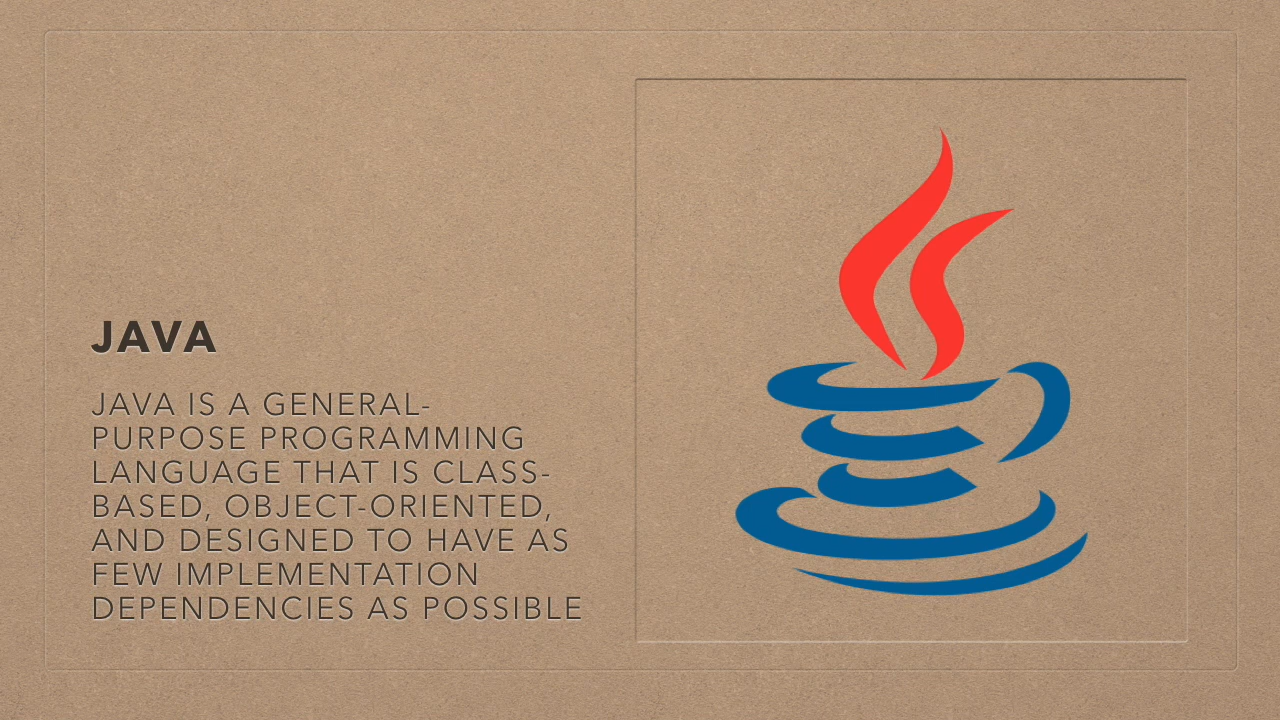 JAVA
JAVA IS A GENERAL-
PURPOSE PROGRAMMING
LANGUAGE THAT IS CLASS-
BASED, OBJECT-ORIENTED,
AND DESIGNED TO HAVE AS
FEW IMPLEMENTATION
DEPENDENCIES AS POSSIBLE